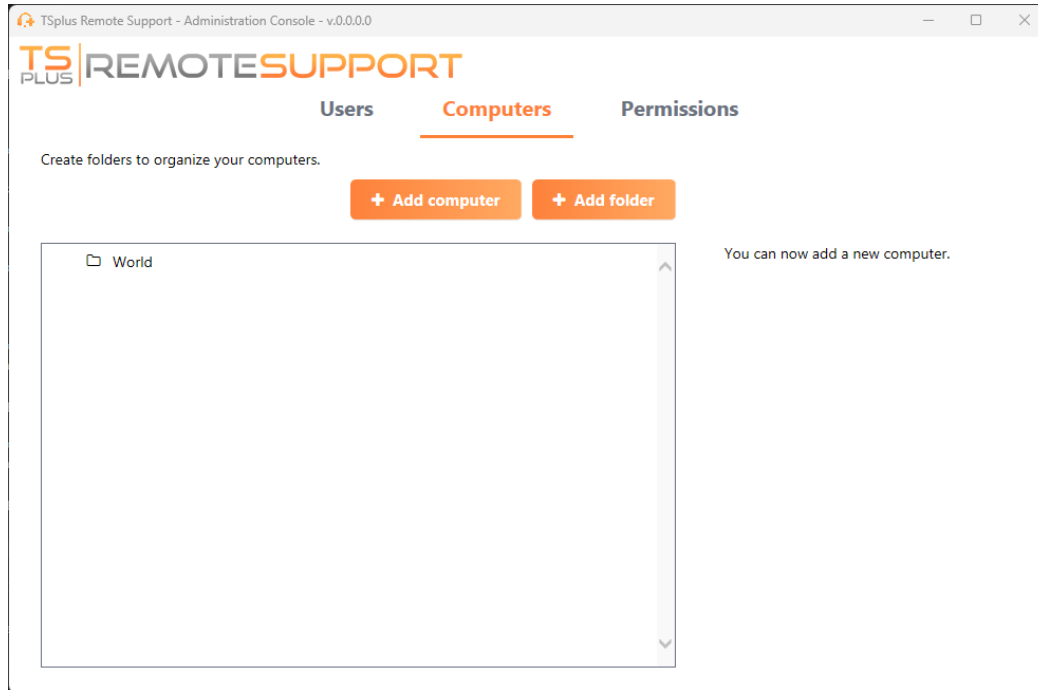 TSplus Remote Support - Administration Console - v.0.0.0.0
TS PLUS REMOTESUPPORT
Users Computers Permissions
Create folders to organize your computers.
+ Add computer + Add folder
World
You can now add a new computer.